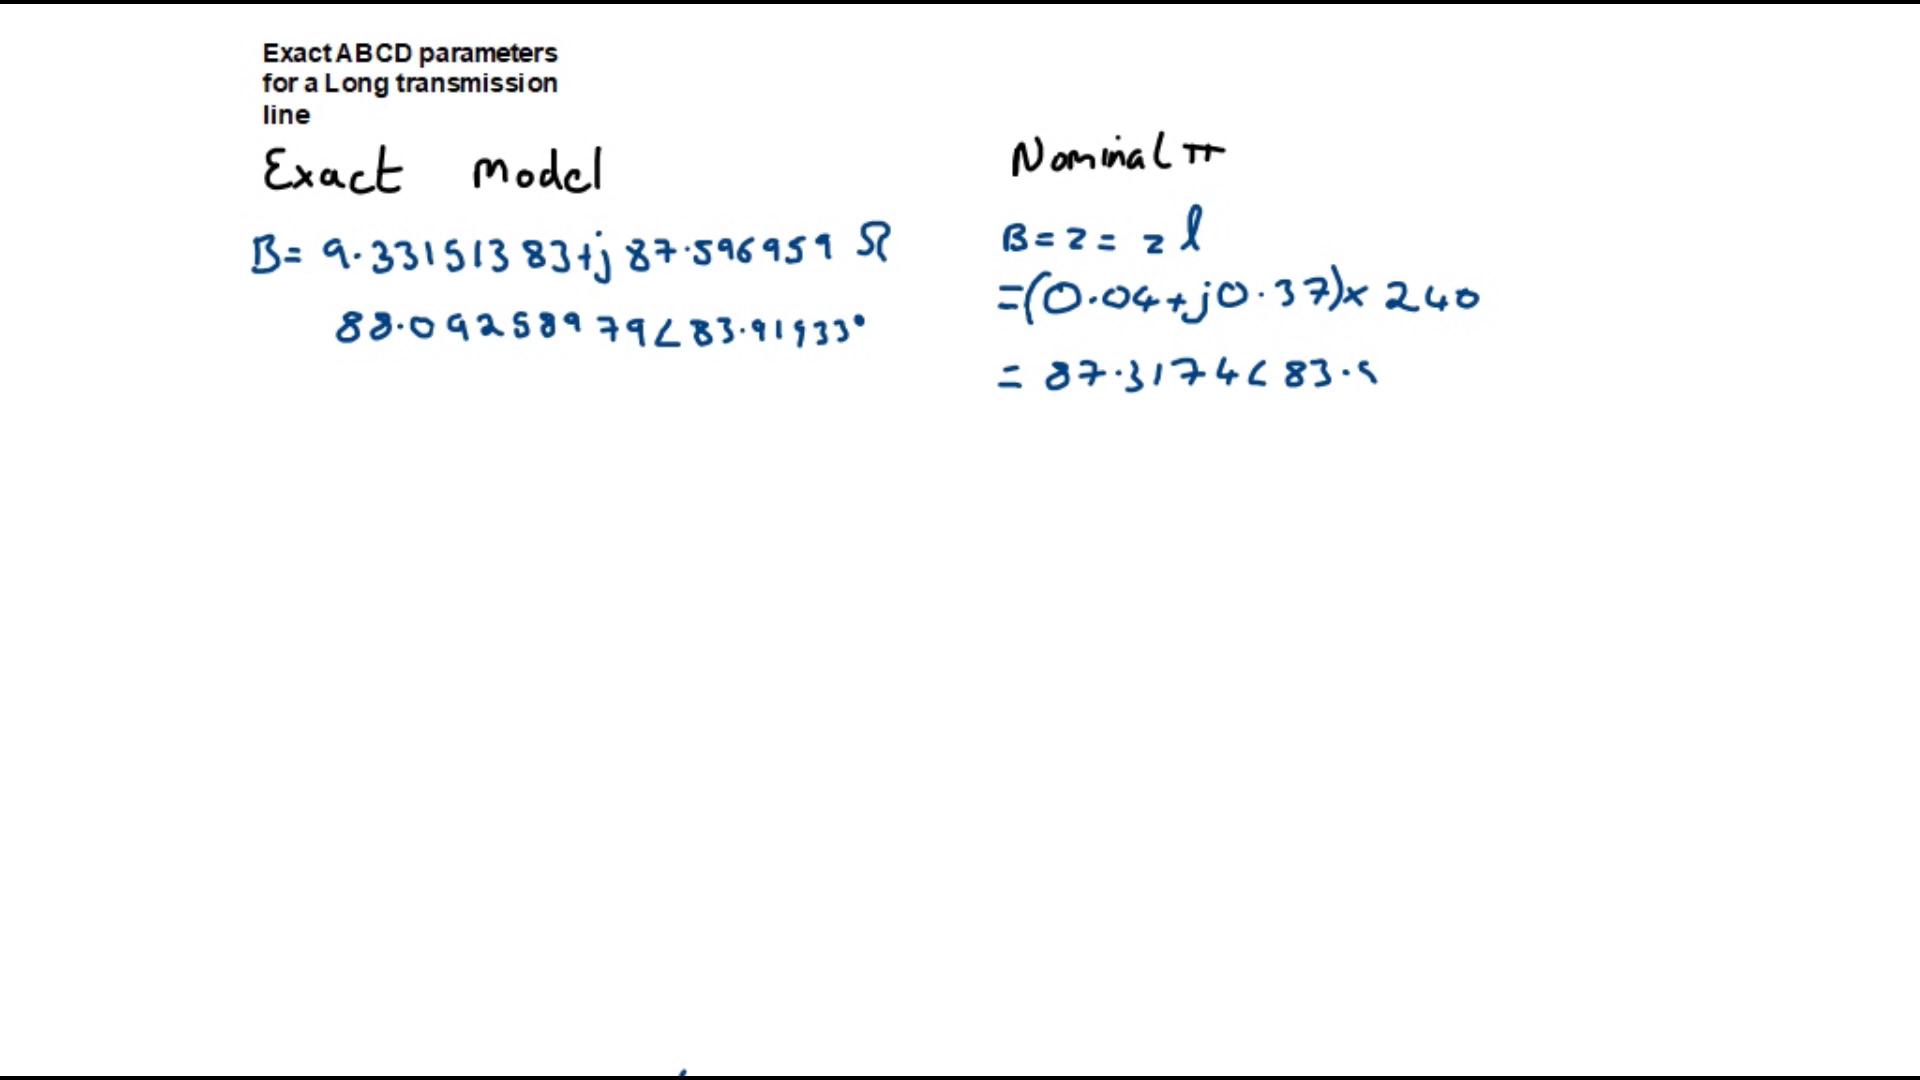 Exact ABCD parameters
for a Long transmission
line
Exact Model
B= 9.33151383+j 87.596959 Ω
88.09258979∠83.91933°
Nominal π
B = z = z l
=(0.04+j0.37)× 240
= 87.3174∠ 83.